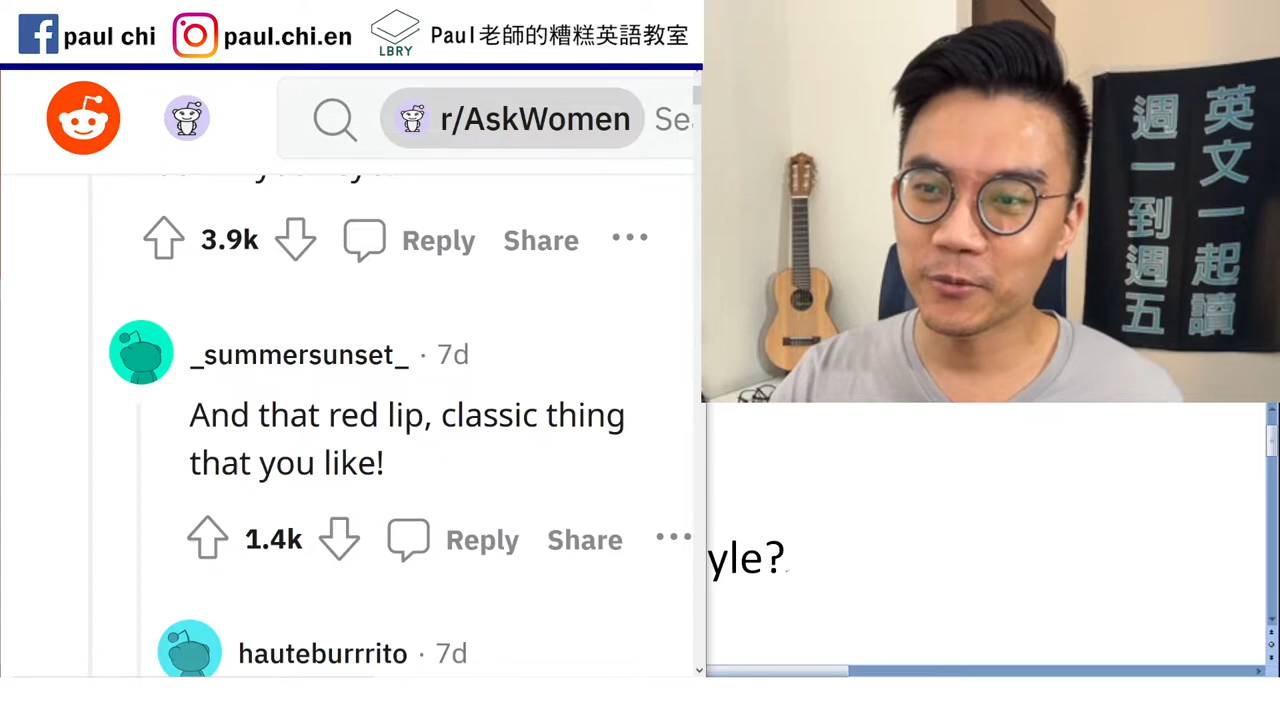 paul chi
paul.chi.en
LBRY
Paul老師的糟糕英語教室
r/AskWomen
3.9k
Reply
Share
_summersunset_ · 7d
And that red lip, classic thing
that you like!
1.4k
Reply
Share
hauteburrrito · 7d
yle?
英文一起讀
週一到週五